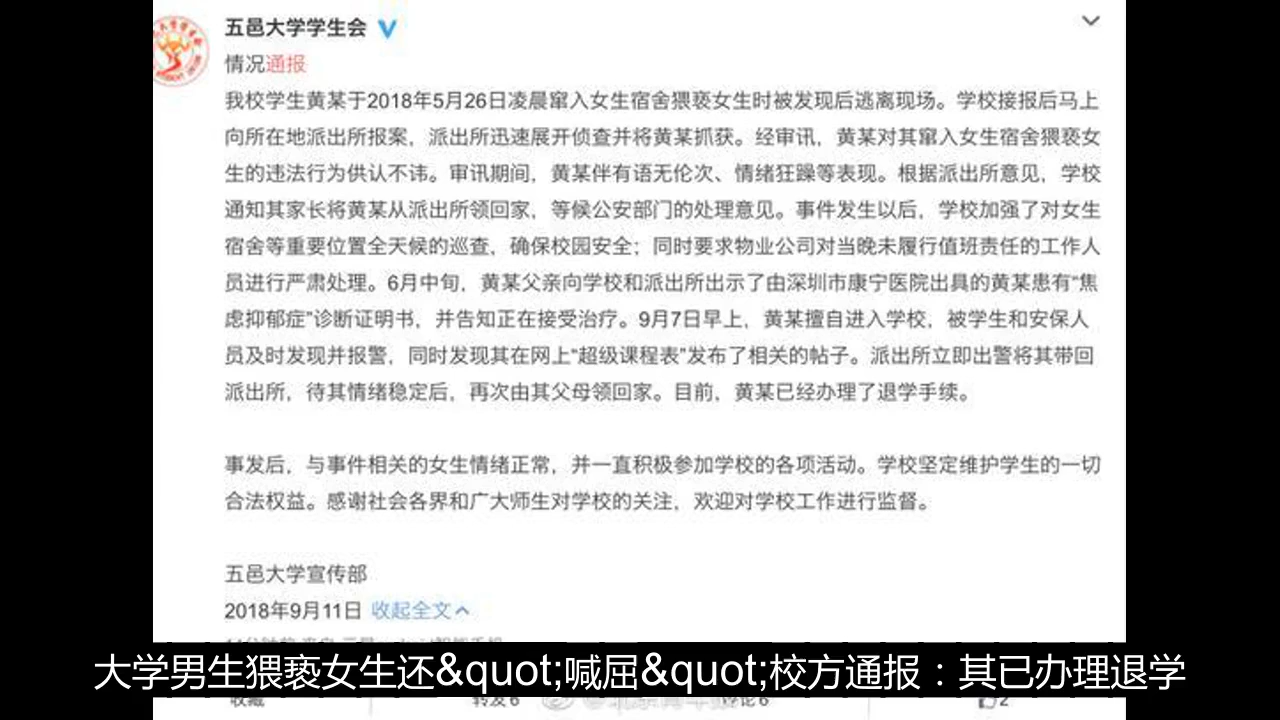 五邑大学学生会
情况通报
我校学生黄某于2018年5月26日凌晨窜入女生宿舍猥亵女生时被发现后逃离现场。学校接报后马上
向所在地派出所报案，派出所迅速展开侦查并将黄某抓获。经审讯，黄某对其窜入女生宿舍猥亵女
生的违法行为供认不讳。审讯期间，黄某伴有语无伦次、情绪狂躁等表现。根据派出所意见，学校
通知其家长将黄某从派出所领回家，等候公安部门的处理意见。事件发生以后，学校加强了对女生
宿舍等重要位置全天候的巡查，确保校园安全；同时要求物业公司对当晚未履行值班责任的工作人
员进行严肃处理。6月中旬，黄某父亲向学校和派出所出示了由深圳市康宁医院出具的黄某患有“焦
虑抑郁症”诊断证明书，并告知正在接受治疗。9月7日早上，黄某擅自进入学校，被学生和安保人
员及时发现并报警，同时发现其在网上“超级课程表”发布了相关的帖子。派出所立即出警将其带回
派出所，待其情绪稳定后，再次由其父母领回家。目前，黄某已经办理了退学手续。
事发后，与事件相关的女生情绪正常，并一直积极参加学校的各项活动。学校坚定维护学生的一切
合法权益。感谢社会各界和广大师生对学校的关注，欢迎对学校工作进行监督。
五邑大学宣传部
2018年9月11日 收起全文
大学男生猥亵女生还&quot;喊屈&quot;校方通报：其已办理退学
收藏 转发 6 评论 6 2